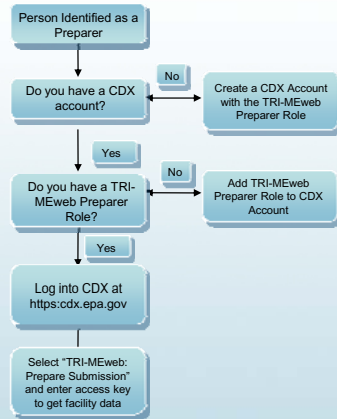 Person Identified as a
Preparer
Do you have a CDX
account?
No
Create a CDX Account
with the TRI-MEweb
Preparer Role
Yes
Do you have a TRI-
MEweb Preparer
Role?
No
Add TRI-MEweb
Preparer Role to CDX
Account
Yes
Log into CDX at
https:cdx.epa.gov
Select “TRI-MEweb:
Prepare Submission”
and enter access key
to get facility data